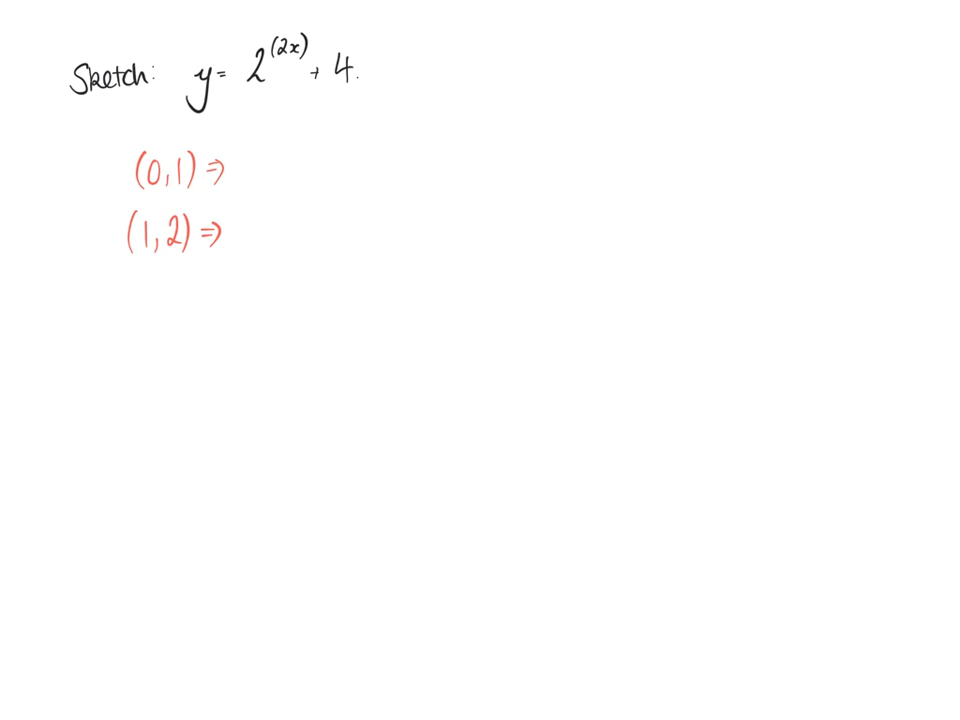 Sketch: y = 2^(2x) + 4.
(0,1) ⇒
(1,2) ⇒